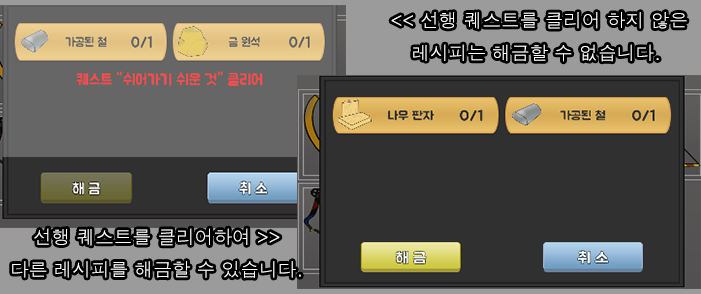 가공된 철 0/1 금 원석 0/1
퀘스트 "쉬어가기 쉬운 것" 클리어
해금 취소
<< 선행 퀘스트를 클리어 하지 않은
레시피는 해금할 수 없습니다.
나무 판자 0/1 가공된 철 0/1
해금 취소
선행 퀘스트를 클리어하여 >>
다른 레시피를 해금할 수 있습니다.